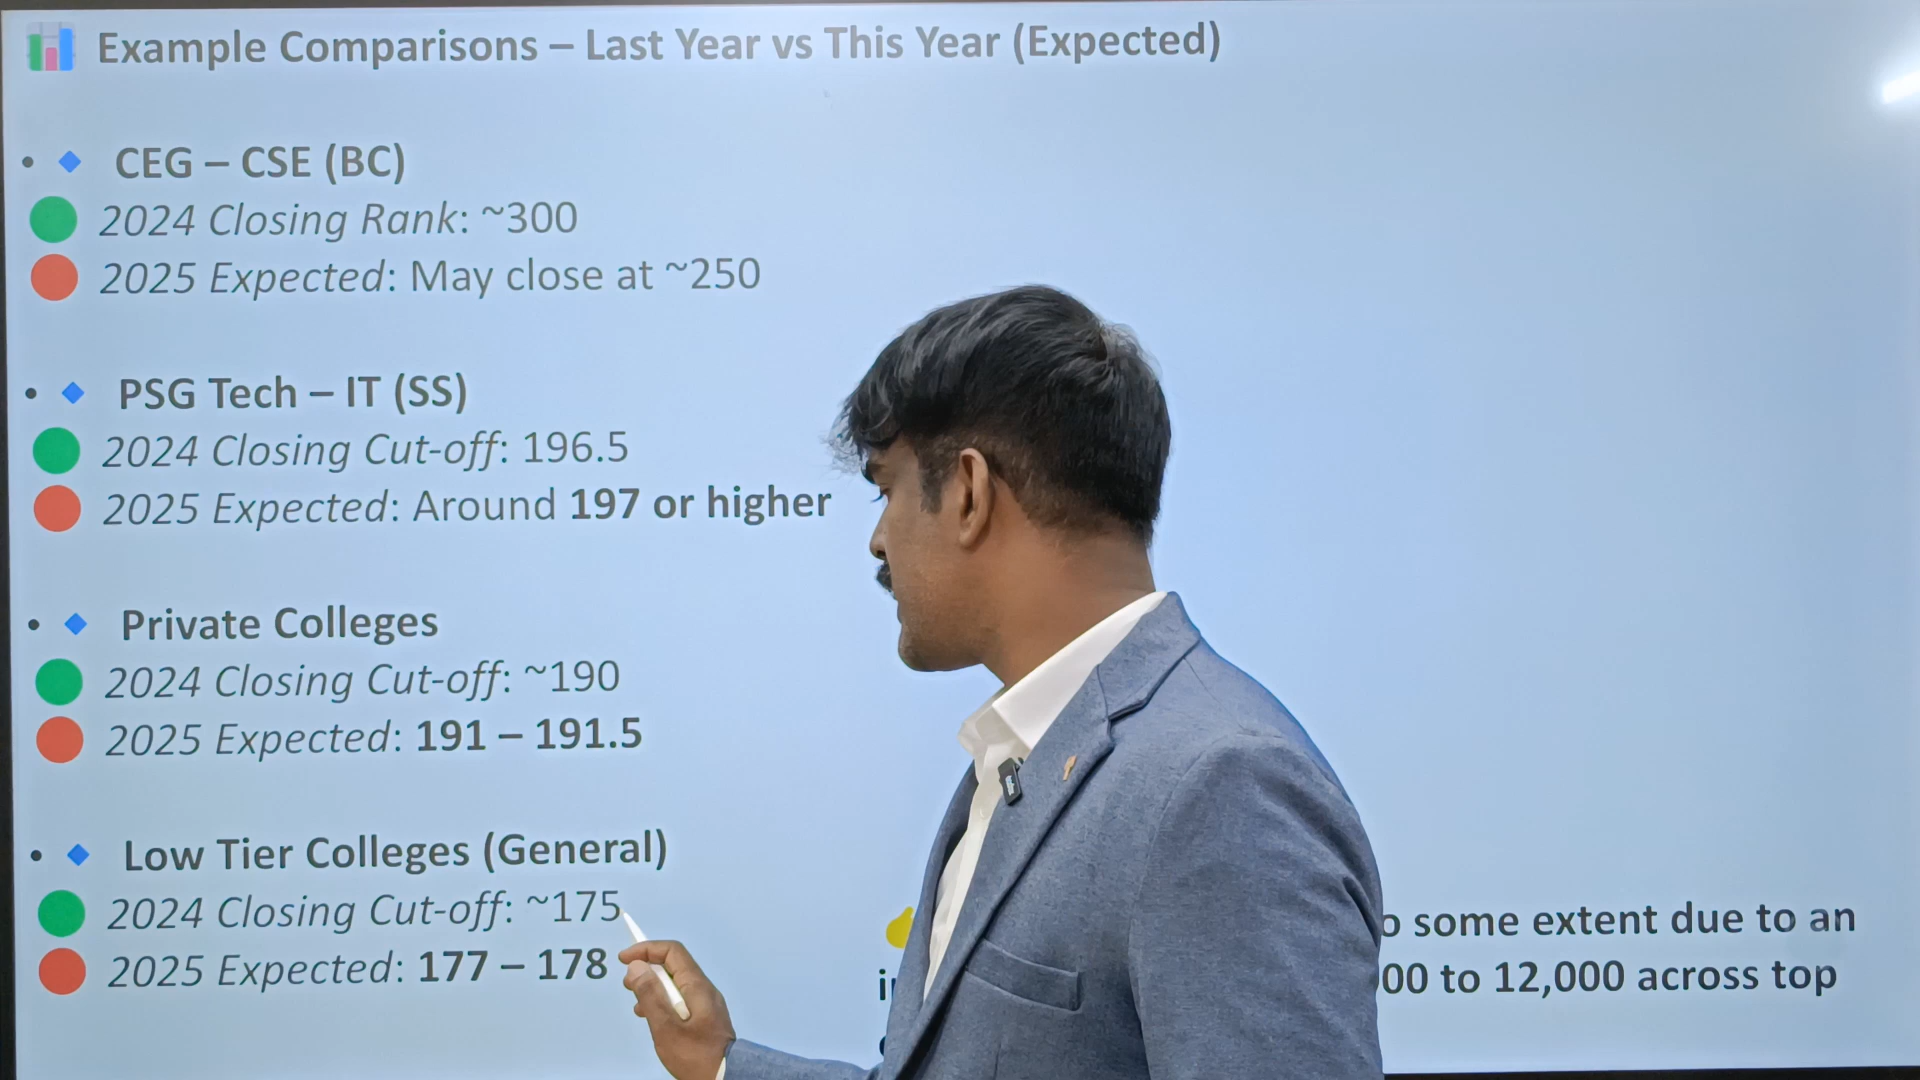 Example Comparisons – Last Year vs This Year (Expected)
• CEG – CSE (BC)
2024 Closing Rank: ~300
2025 Expected: May close at ~250
• PSG Tech – IT (SS)
2024 Closing Cut-off: 196.5
2025 Expected: Around 197 or higher
• Private Colleges
2024 Closing Cut-off: ~190
2025 Expected: 191 – 191.5
• Low Tier Colleges (General)
2024 Closing Cut-off: ~175
2025 Expected: 177 – 178
some extent due to an
to 12,000 across top